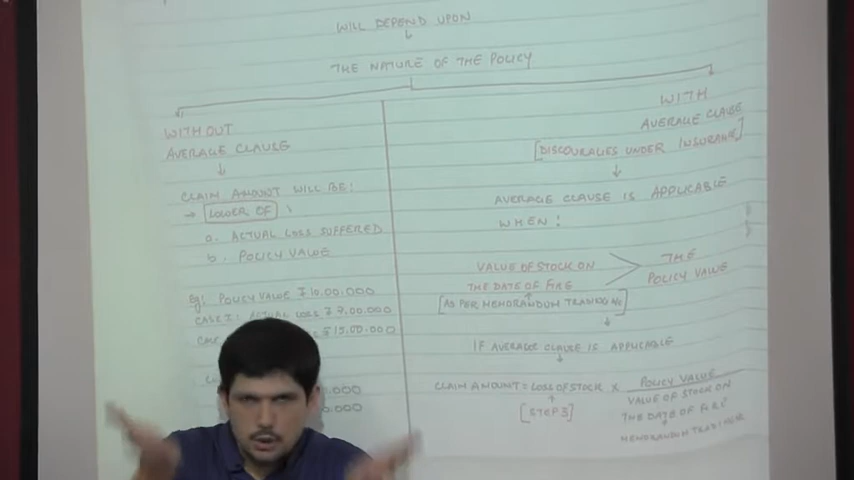 WILL DEPEND UPON
THE NATURE OF THE POLICY
WITHOUT
AVERAGE CLAUSE
CLAIM AMOUNT WILL BE:
→ LOWER OF
a. ACTUAL LOSS SUFFERED
b. POLICY VALUE
Eg: POLICY VALUE ₹10,00,000
CASE I: ACTUAL LOSS ₹7,00,000
₹15,00,000
WITH
AVERAGE CLAUSE
[DISCOURAGES UNDER INSURANCE]
AVERAGE CLAUSE IS APPLICABLE
WHEN:
VALUE OF STOCK ON
THE DATE OF FIRE
> THE
POLICY VALUE
[AS PER MEMORANDUM TRADING]
IF AVERAGE CLAUSE IS APPLICABLE
CLAIM AMOUNT = LOSS OF STOCK × POLICY VALUE
VALUE OF STOCK ON
THE DATE OF FIRE
[STEP 3]
MEMORANDUM TRADING